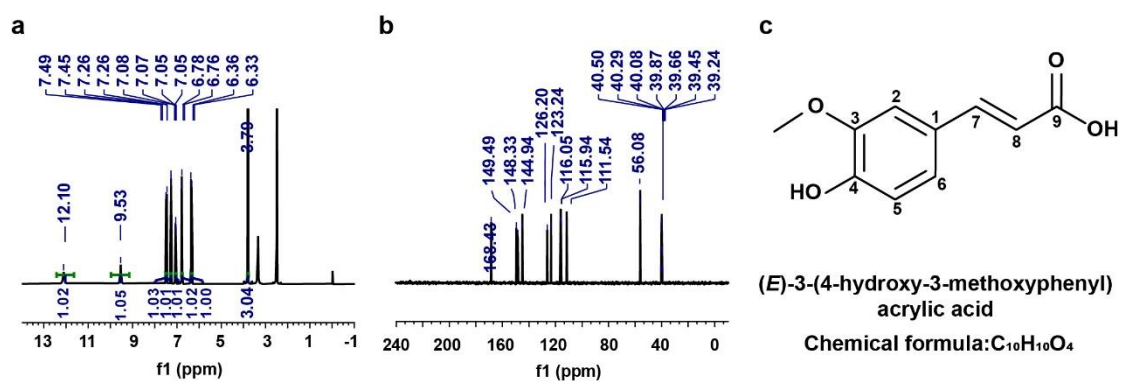 a
7.49 7.45 7.26 7.26 7.08 7.07 7.05 7.05 6.78 6.76 6.36 6.33
12.10
9.53
3.79
1.02 1.05 1.03 1.01 1.01 1.02 1.00 3.04
13 11 9 7 5 3 1 -1
f1 (ppm)
b
168.43 149.49 148.33 144.94 126.20 123.24 116.05 115.94 111.54 56.08
40.50 40.29 40.08 39.87 39.66 39.45 39.24
240 200 160 120 80 40 0
f1 (ppm)
c
O
O
OH
HO
1 2 3 4 5 6 7 8 9
(E)-3-(4-hydroxy-3-methoxyphenyl)
acrylic acid
Chemical formula:C₁₀H₁₀O₄